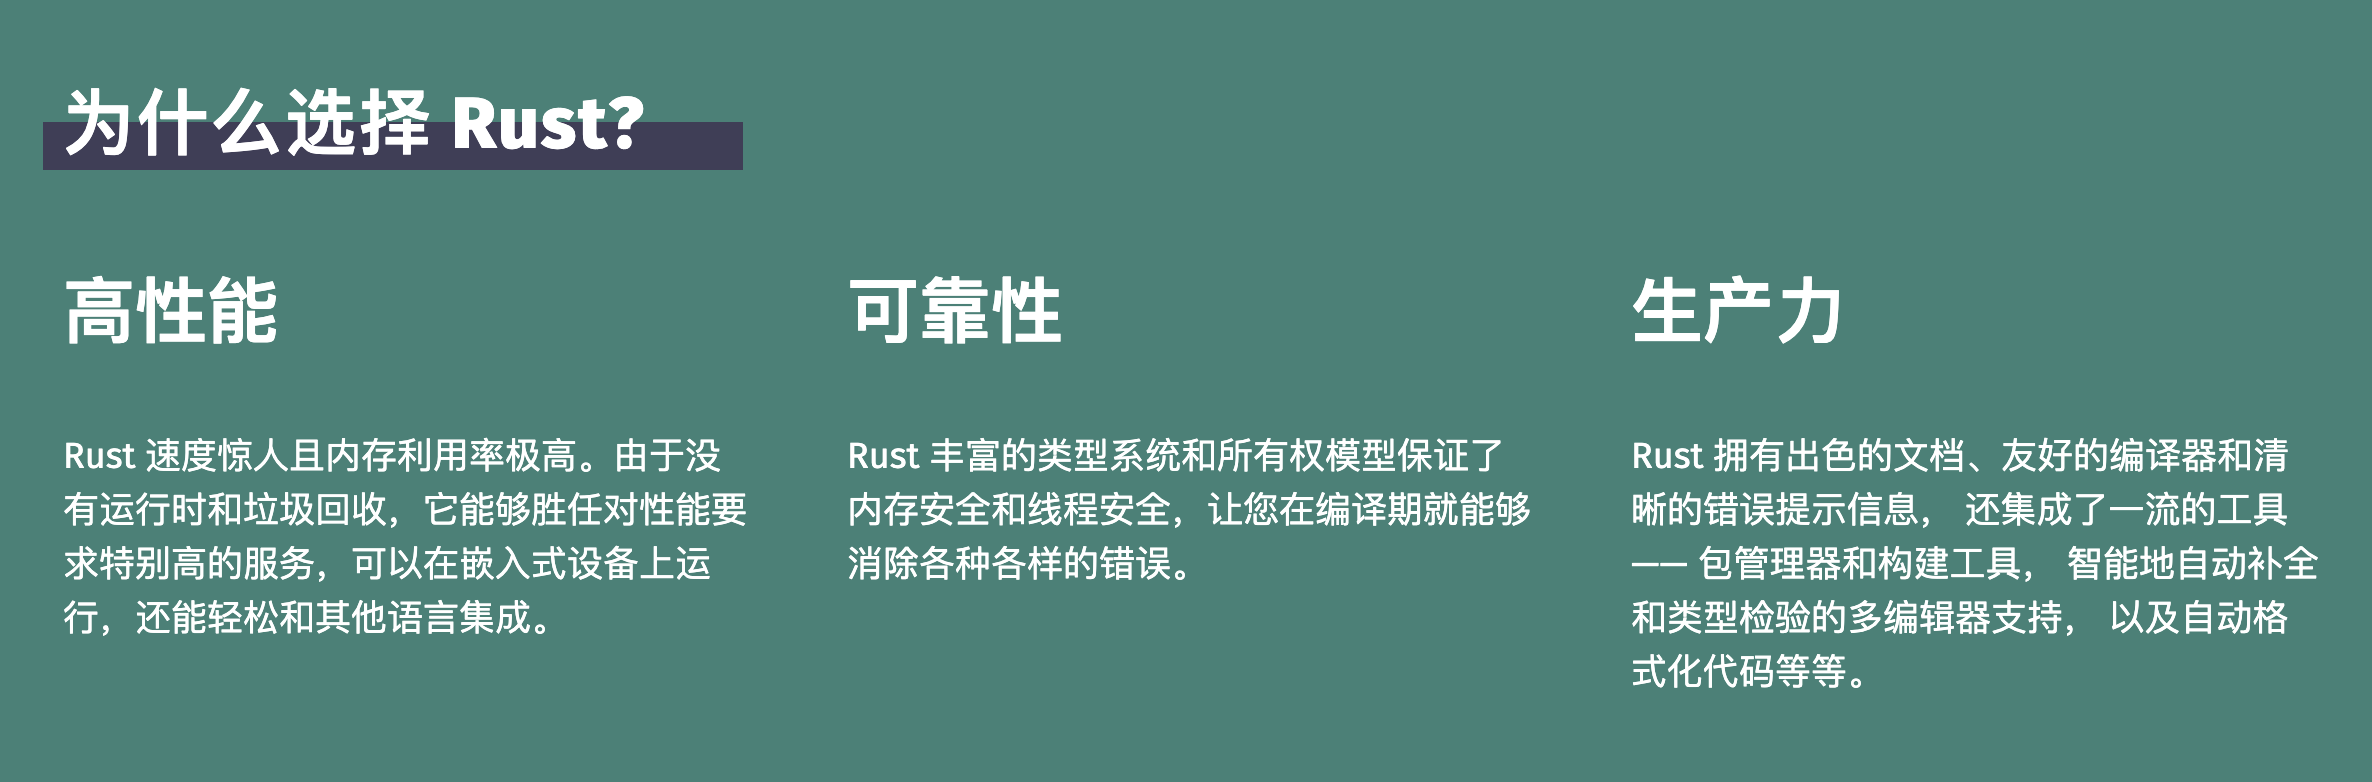 为什么选择 Rust?
高性能
Rust 速度惊人且内存利用率极高。由于没
有运行时和垃圾回收，它能够胜任对性能要
求特别高的服务，可以在嵌入式设备上运
行，还能轻松和其他语言集成。
可靠性
Rust 丰富的类型系统和所有权模型保证了
内存安全和线程安全，让您在编译期就能够
消除各种各样的错误。
生产力
Rust 拥有出色的文档、友好的编译器和清
晰的错误提示信息， 还集成了一流的工具
—— 包管理器和构建工具， 智能地自动补全
和类型检验的多编辑器支持， 以及自动格
式化代码等等。